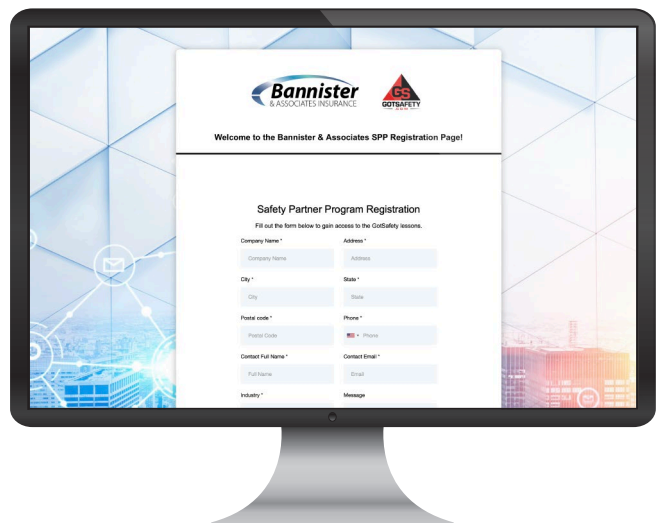 Bannister
& ASSOCIATES INSURANCE
GS
GOTSAFETY
Welcome to the Bannister & Associates SPP Registration Page!
Safety Partner Program Registration
Fill out the form below to gain access to the GotSafety lessons.
Company Name * Address *
Company Name Address
City * State *
City State
Postal code * Phone *
Postal Code Phone
Contact Full Name * Contact Email *
Full Name Email
Industry * Message